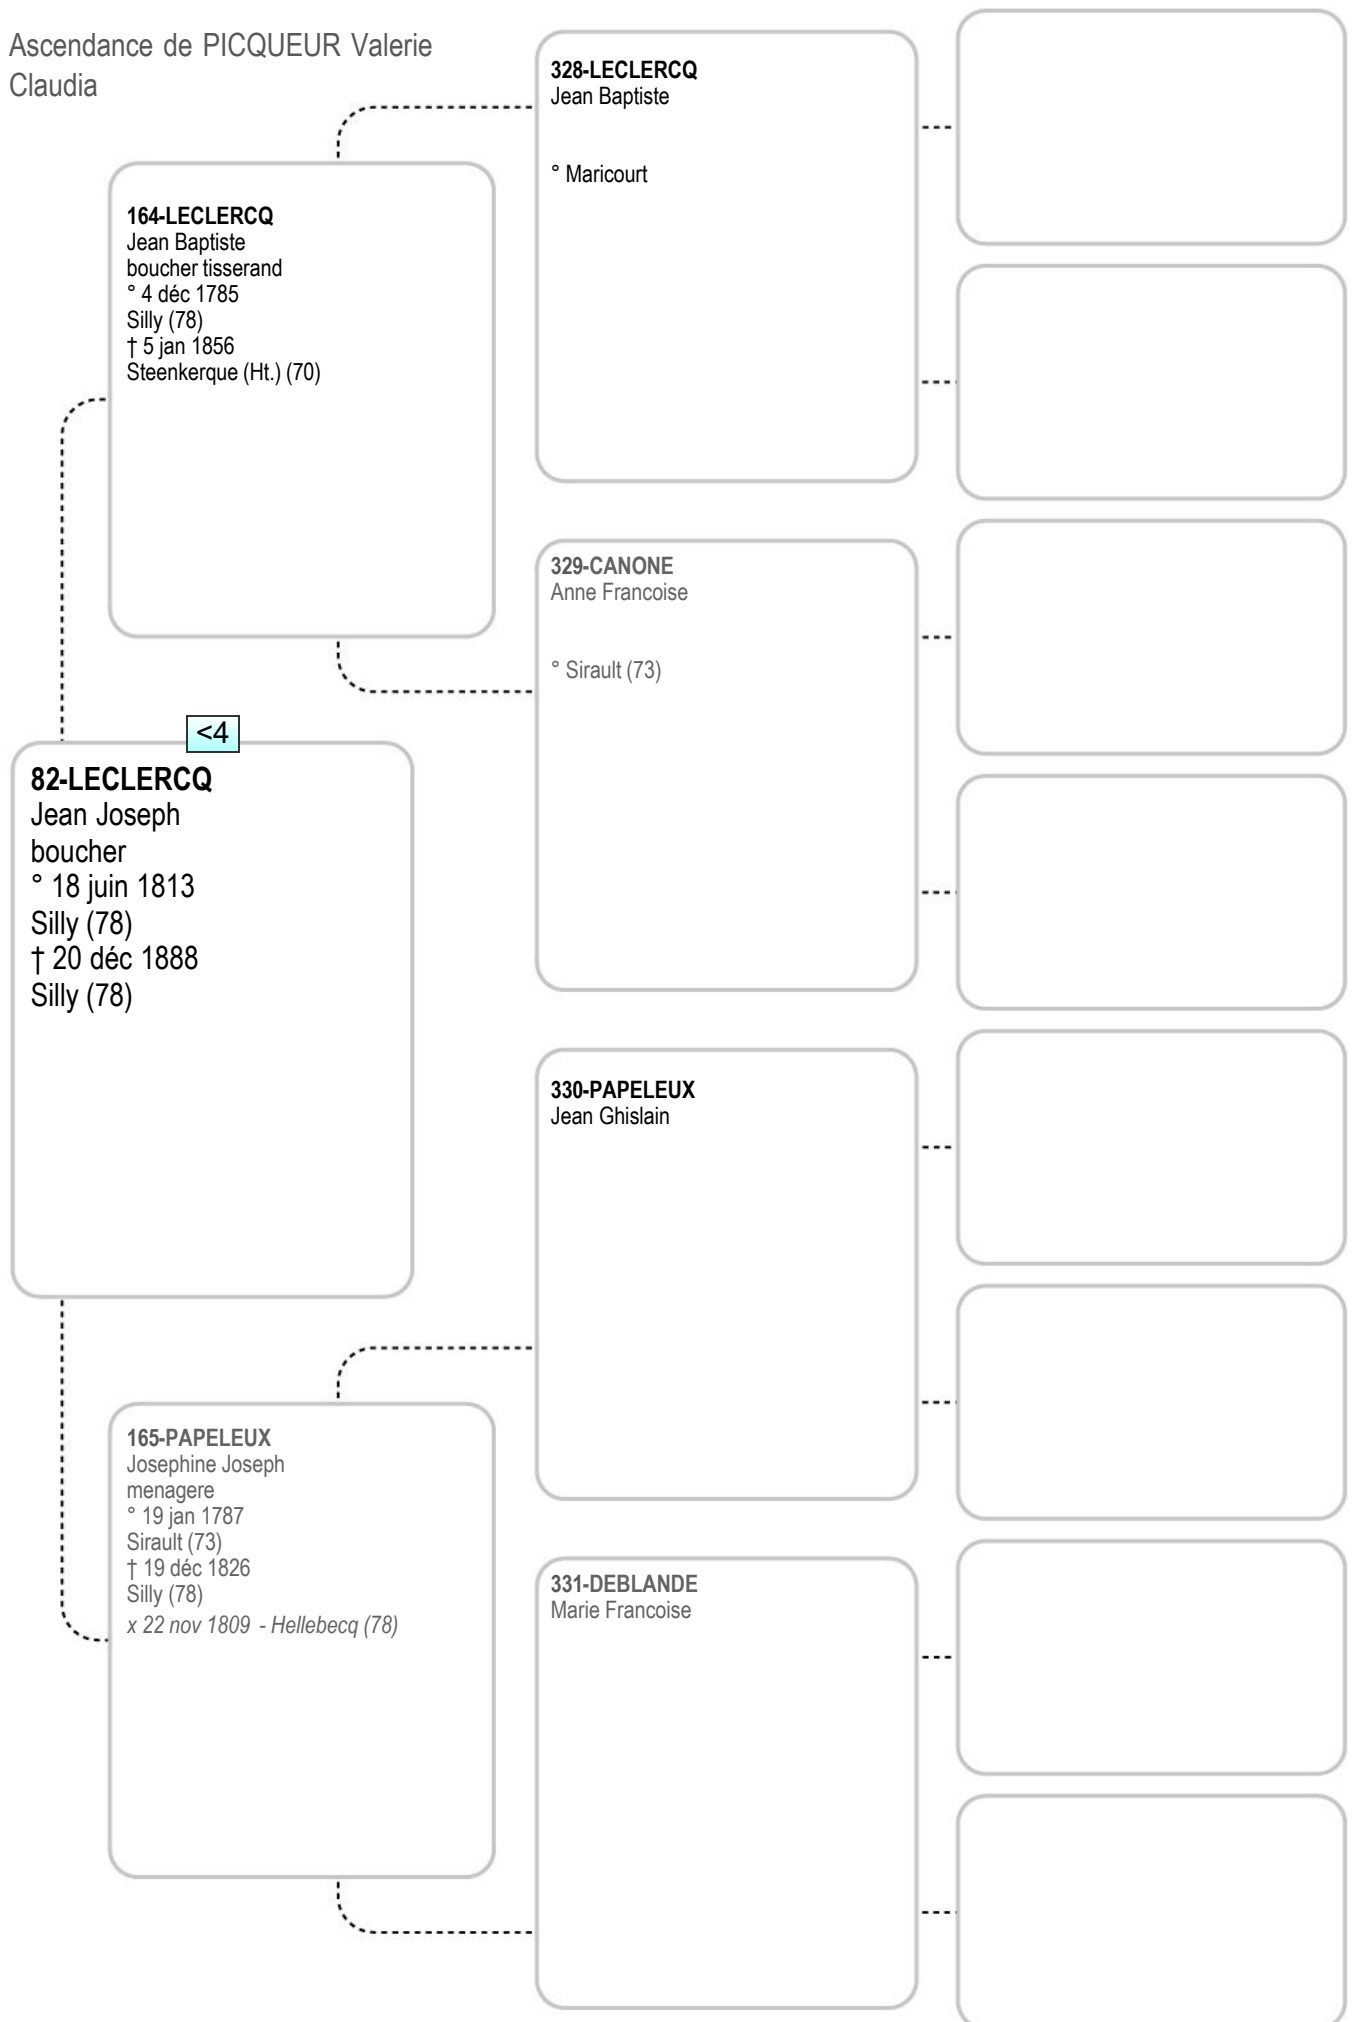 Ascendance de PICQUEUR Valerie
Claudia
328-LECLERCQ
Jean Baptiste
° Maricourt
164-LECLERCQ
Jean Baptiste
boucher tisserand
° 4 déc 1785
Silly (78)
† 5 jan 1856
Steenkerque (Ht.) (70)
329-CANONE
Anne Francoise
° Sirault (73)
<4
82-LECLERCQ
Jean Joseph
boucher
° 18 juin 1813
Silly (78)
† 20 déc 1888
Silly (78)
330-PAPELEUX
Jean Ghislain
165-PAPELEUX
Josephine Joseph
menagere
° 19 jan 1787
Sirault (73)
† 19 déc 1826
Silly (78)
x 22 nov 1809 - Hellebecq (78)
331-DEBLANDE
Marie Francoise